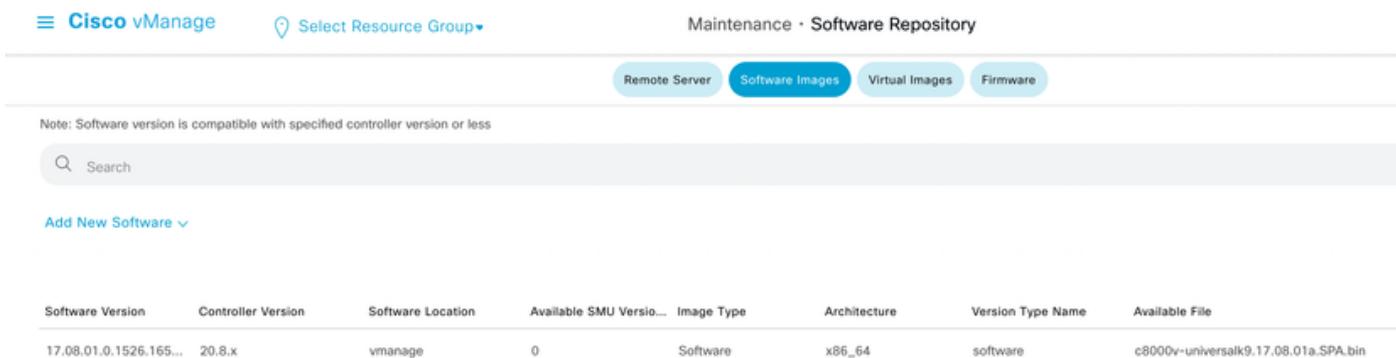 Cisco vManage Select Resource Group Maintenance · Software Repository
Remote Server Software Images Virtual Images Firmware
Note: Software version is compatible with specified controller version or less
Search
Add New Software
Software Version Controller Version Software Location Available SMU Versio... Image Type Architecture Version Type Name Available File
17.08.01.0.1526.165... 20.8.x vmanage 0 Software x86_64 software c8000v-universalk9.17.08.01a.SPA.bin